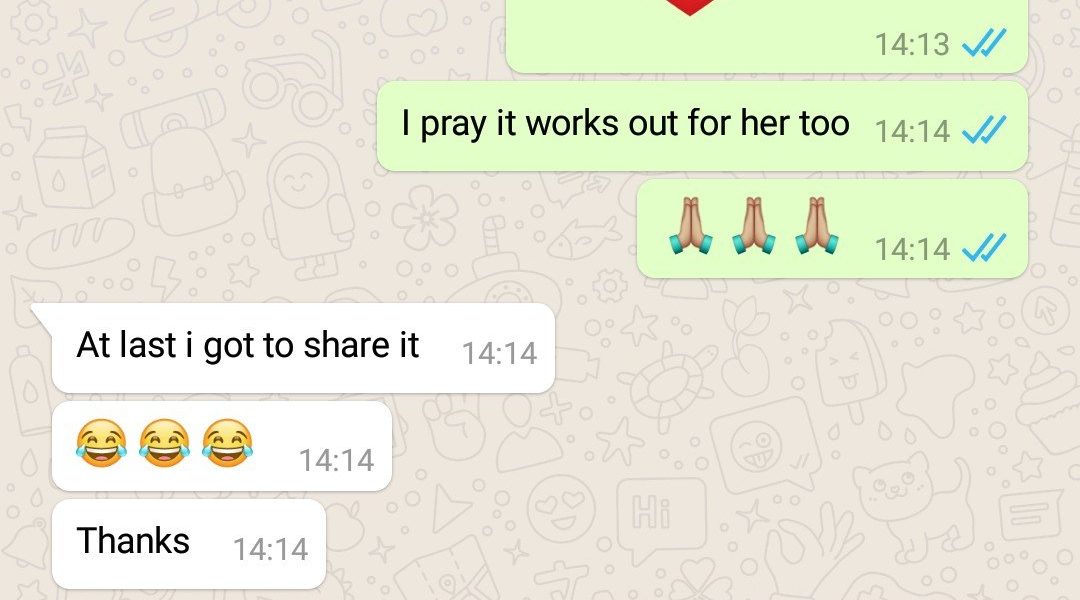 14:13
I pray it works out for her too 14:14
🙏🏼 🙏🏼 🙏🏼 14:14
At last i got to share it 14:14
😂 😂 😂 14:14
Hi
Thanks 14:14